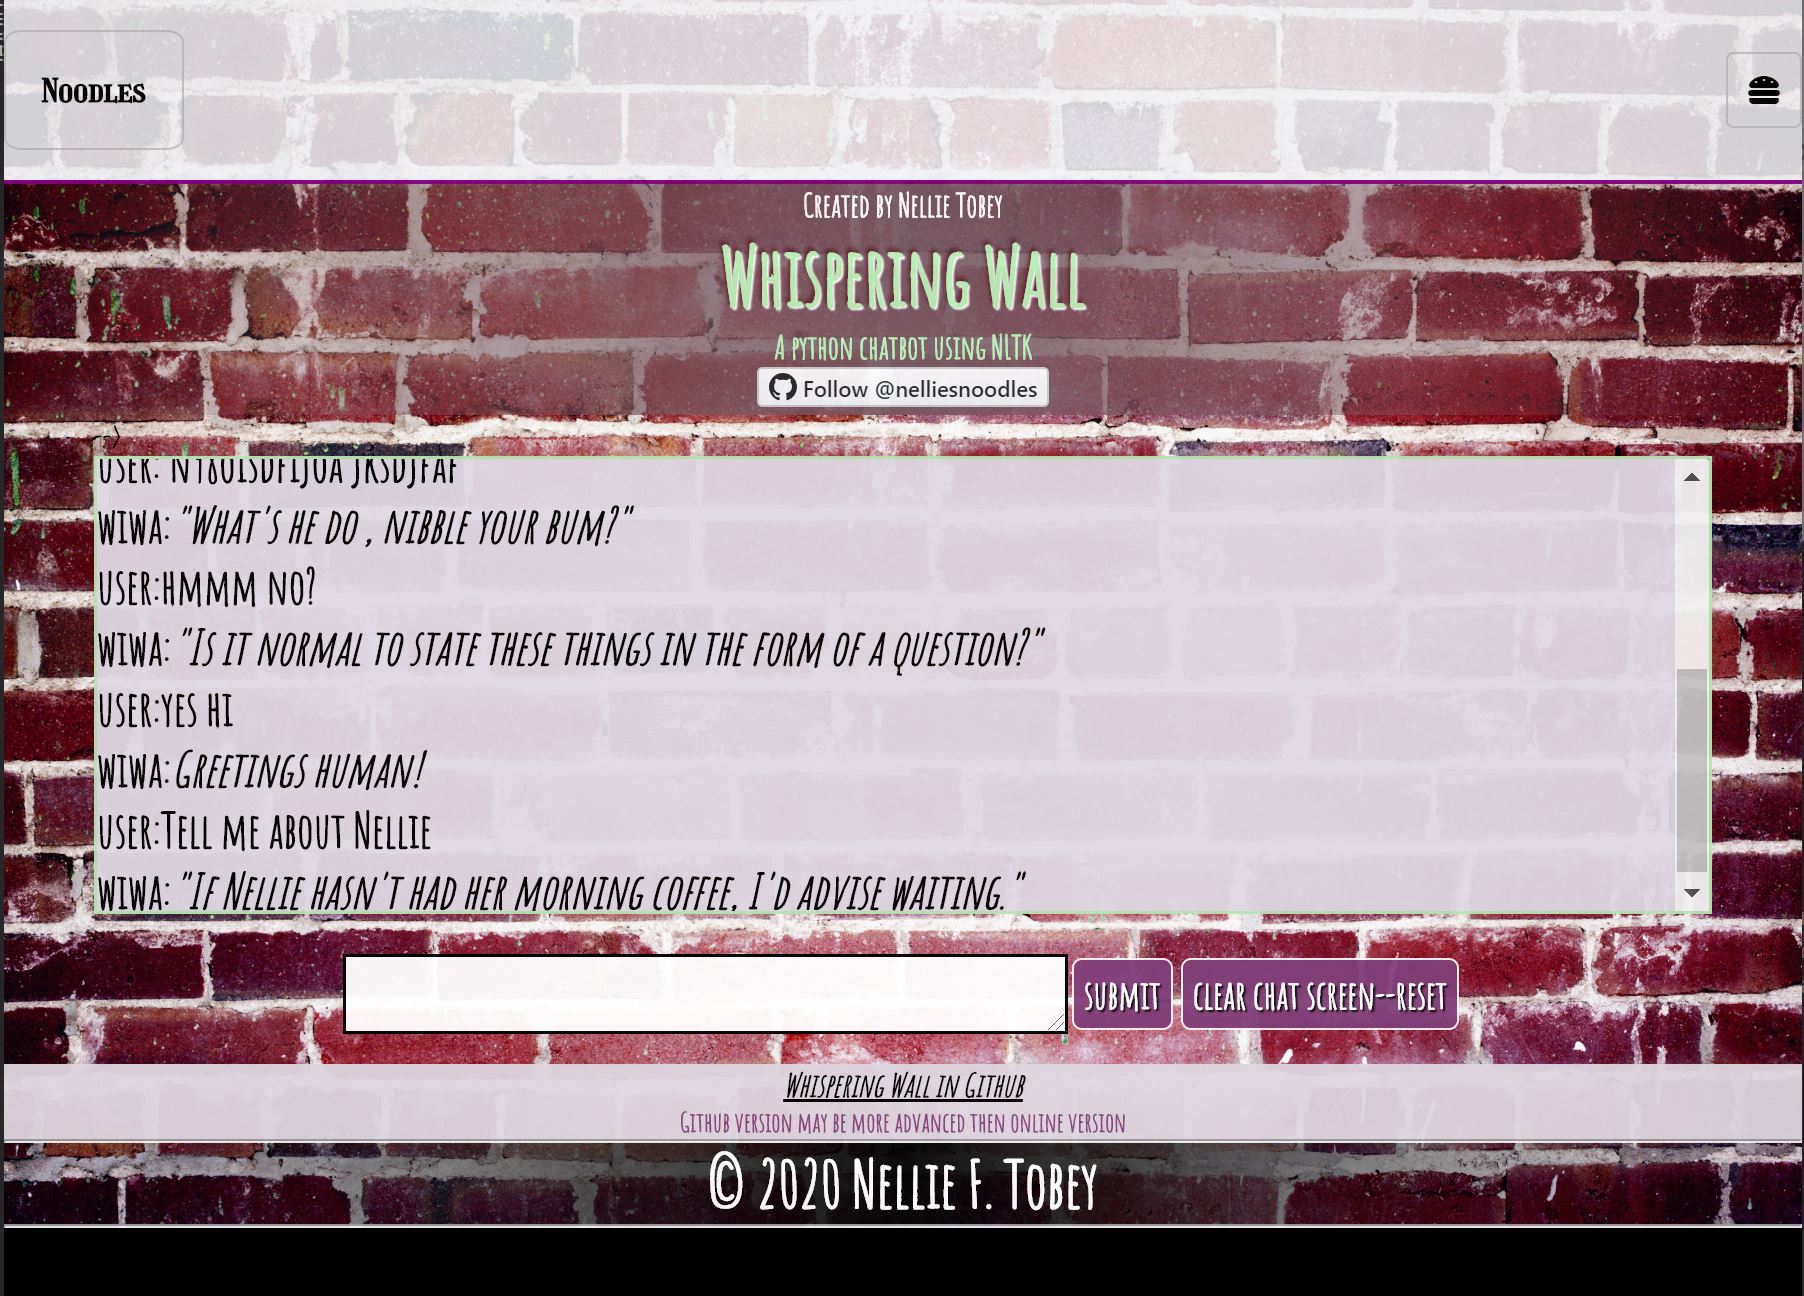 Noodles
Created by Nellie Tobey
Whispering Wall
A python chatbot using NLTK
Follow @nelliesnoodles
-->
user:
wiwa: "What's he do , nibble your bum?"
user:hmmm no?
wiwa: "Is it normal to state these things in the form of a question?"
user:yes hi
wiwa: Greetings human!
user:Tell me about Nellie
wiwa: "If Nellie hasn't had her morning coffee, I'd advise waiting."
submit
clear chat screen--reset
Whispering Wall in Github
Github version may be more advanced then online version
© 2020 Nellie F. Tobey